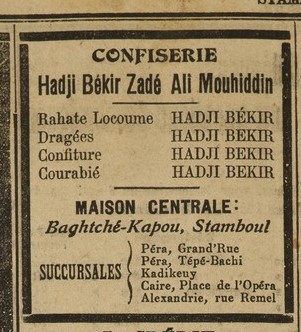 CONFISERIE
Hadji Békir Zadé Ali Mouhiddin
Rahate Locoume HADJI BÉKIR
Dragées HADJI BEKIR
Confiture HADJI BEKIR
Courabié HADJI BEKIR
MAISON CENTRALE:
Baghtché-Kapou, Stamboul
SUCCURSALES
Péra, Grand'Rue
Péra, Tépé-Bachi
Kadikeuy
Caire, Place de l'Opéra
Alexandrie, rue Remel